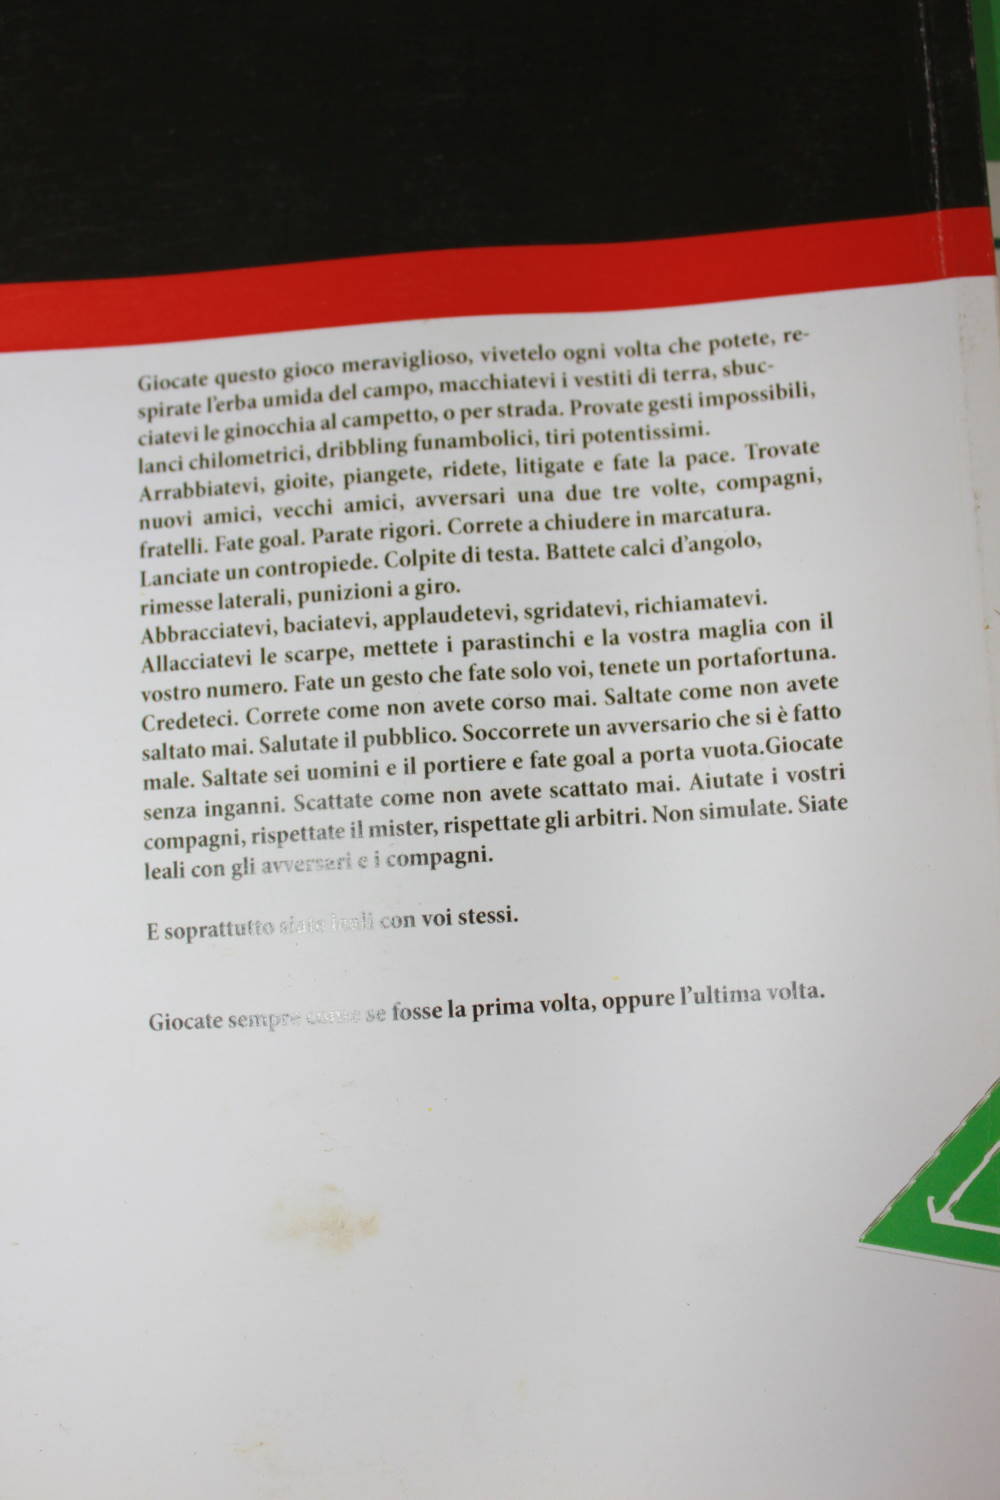 Giocate questo gioco meraviglioso, vivetelo ogni volta che potete, re-
spirate l'erba umida del campo, macchiatevi i vestiti di terra, sbuc-
ciatevi le ginocchia al campetto, o per strada. Provate gesti impossibili,
lanci chilometrici, dribbling funambolici, tiri potentissimi.
Arrabbiatevi, gioite, piangete, ridete, litigate e fate la pace. Trovate
nuovi amici, vecchi amici, avversari una due tre volte, compagni,
fratelli. Fate goal. Parate rigori. Correte a chiudere in marcatura.
Lanciate un contropiede. Colpite di testa. Battete calci d'angolo,
rimesse laterali, punizioni a giro.
Abbracciatevi, baciatevi, applaudetevi, sgridatevi, richiamatevi.
Allacciatevi le scarpe, mettete i parastinchi e la vostra maglia con il
vostro numero. Fate un gesto che fate solo voi, tenete un portafortuna.
Credeteci. Correte come non avete corso mai. Saltate come non avete
saltato mai. Salutate il pubblico. Soccorrete un avversario che si è fatto
male. Saltate sei uomini e il portiere e fate goal a porta vuota.Giocate
senza inganni. Scattate come non avete scattato mai. Aiutate i vostri
compagni, rispettate il mister, rispettate gli arbitri. Non simulate. Siate
leali con gli avversari e i compagni.
E soprattutto siate leali con voi stessi.
Giocate sempre come se fosse la prima volta, oppure l'ultima volta.